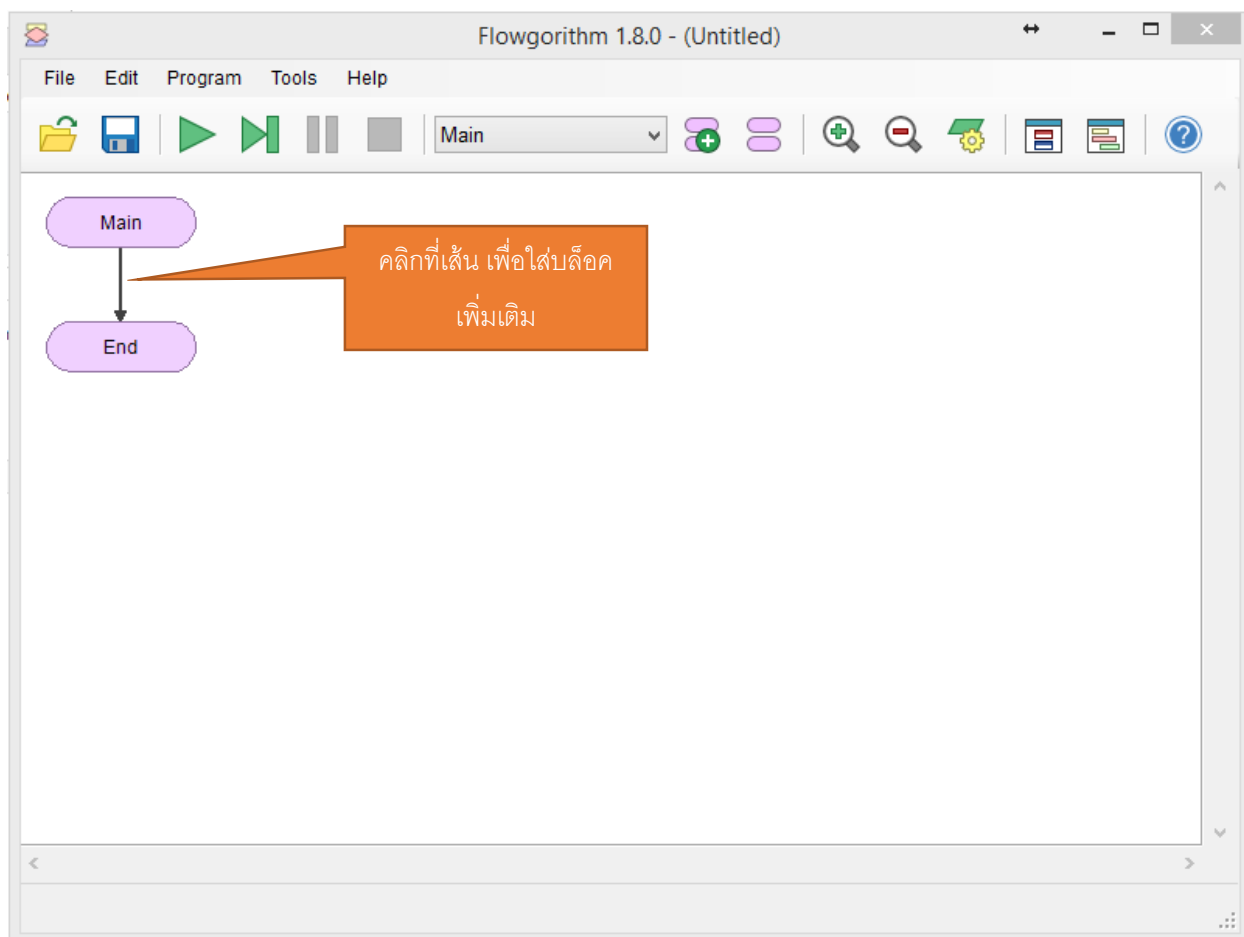 Flowgorithm 1.8.0 - (Untitled)
File Edit Program Tools Help
Main
Main
คลิกที่เส้น เพื่อใส่บล็อค
เพิ่มเติม
End